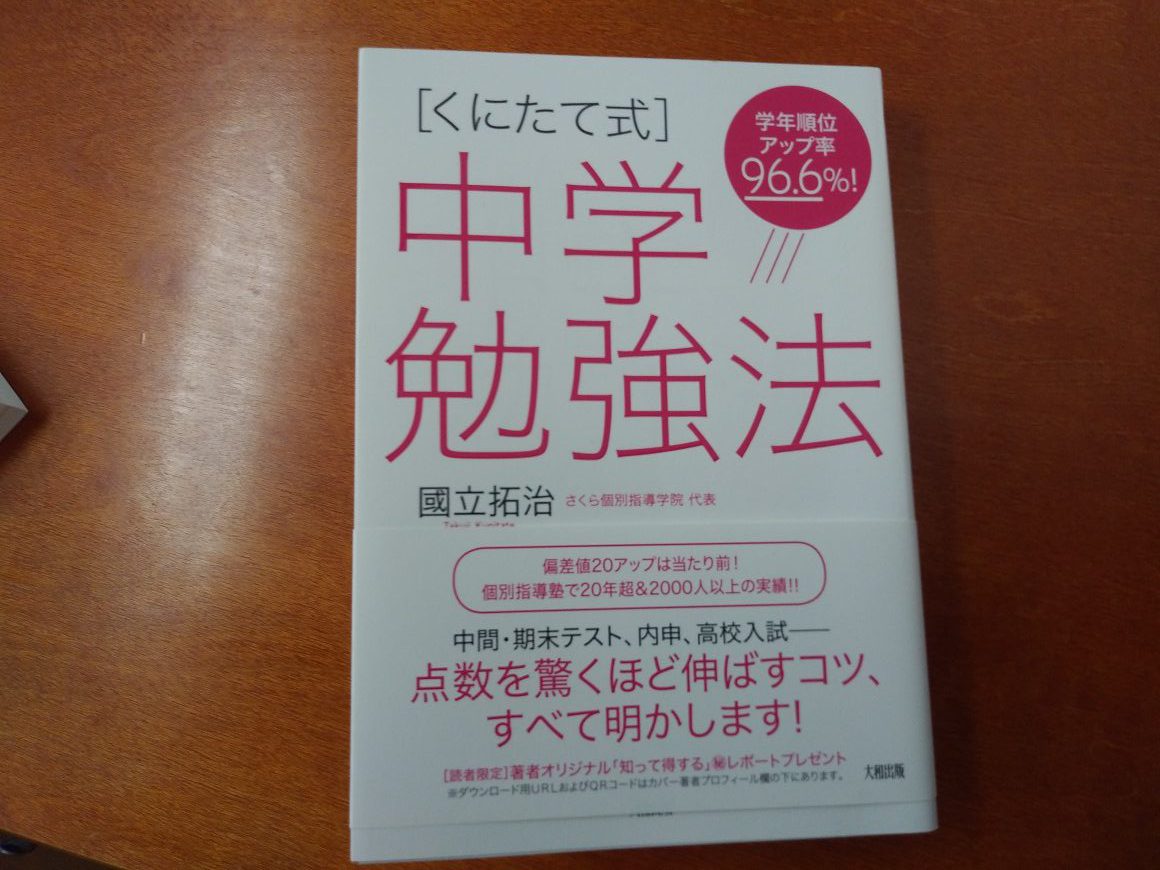 [くにたて式]
学年順位
アップ率
96.6%!
中学
勉強法
國立拓治 さくら個別指導学院 代表
偏差値20アップは当たり前!
個別指導塾で20年超&2000人以上の実績!!
中間・期末テスト、内申、高校入試──
点数を驚くほど伸ばすコツ、
すべて明かします!
[読者限定]著者オリジナル「知って得する」㊙レポートプレゼント
※ダウンロード用URLおよびQRコードはカバー著者プロフィール欄の下にあります。
大和出版